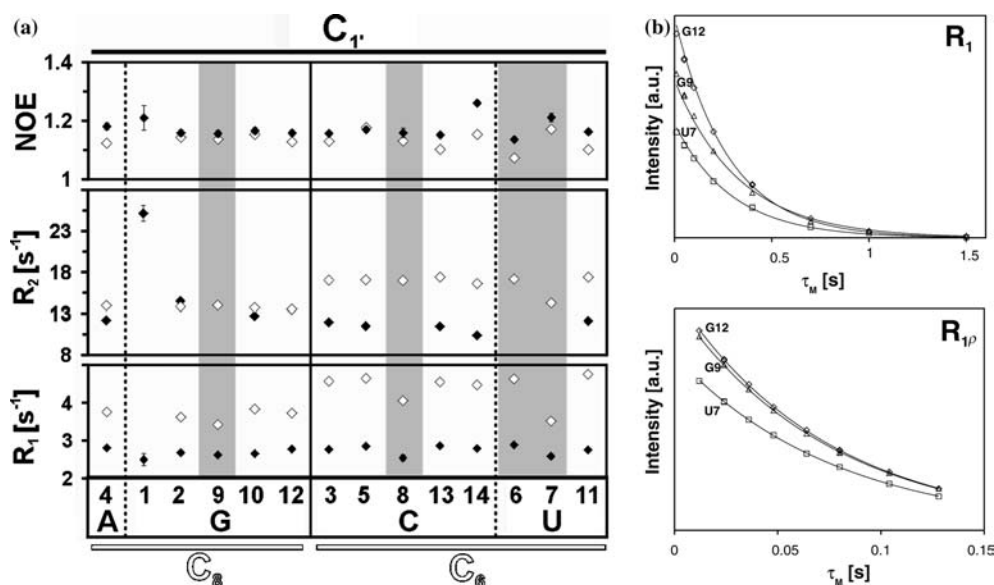 (a)
C1'
NOE
1.4
1.2
1
R2 [s-1]
23
18
13
8
R1 [s-1]
4
3
2
4 1 2 9 10 12 3 5 8 13 14 6 7 11
A G C U
C8 C6
(b)
R1
Intensity [a.u.]
G12
G9
U7
0 0.5 1 1.5
τM [s]
R1ρ
Intensity [a.u.]
G12
G9
U7
0 0.05 0.1 0.15
τM [s]